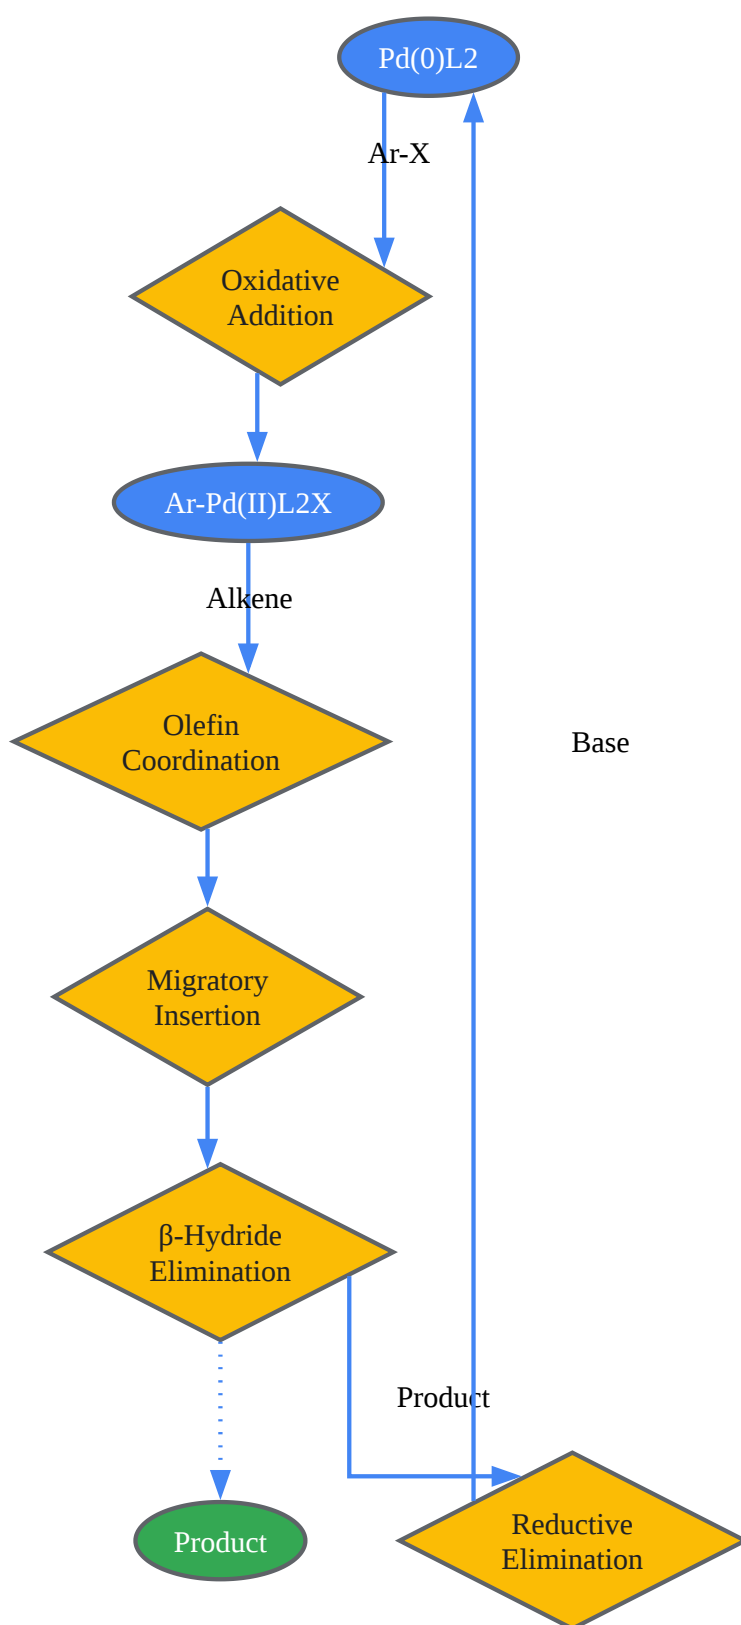 Pd(0)L2
Ar-X
Oxidative
Addition
Ar-Pd(II)L2X
Alkene
Olefin
Coordination
Base
Migratory
Insertion
β-Hydride
Elimination
Product
Product
Reductive
Elimination